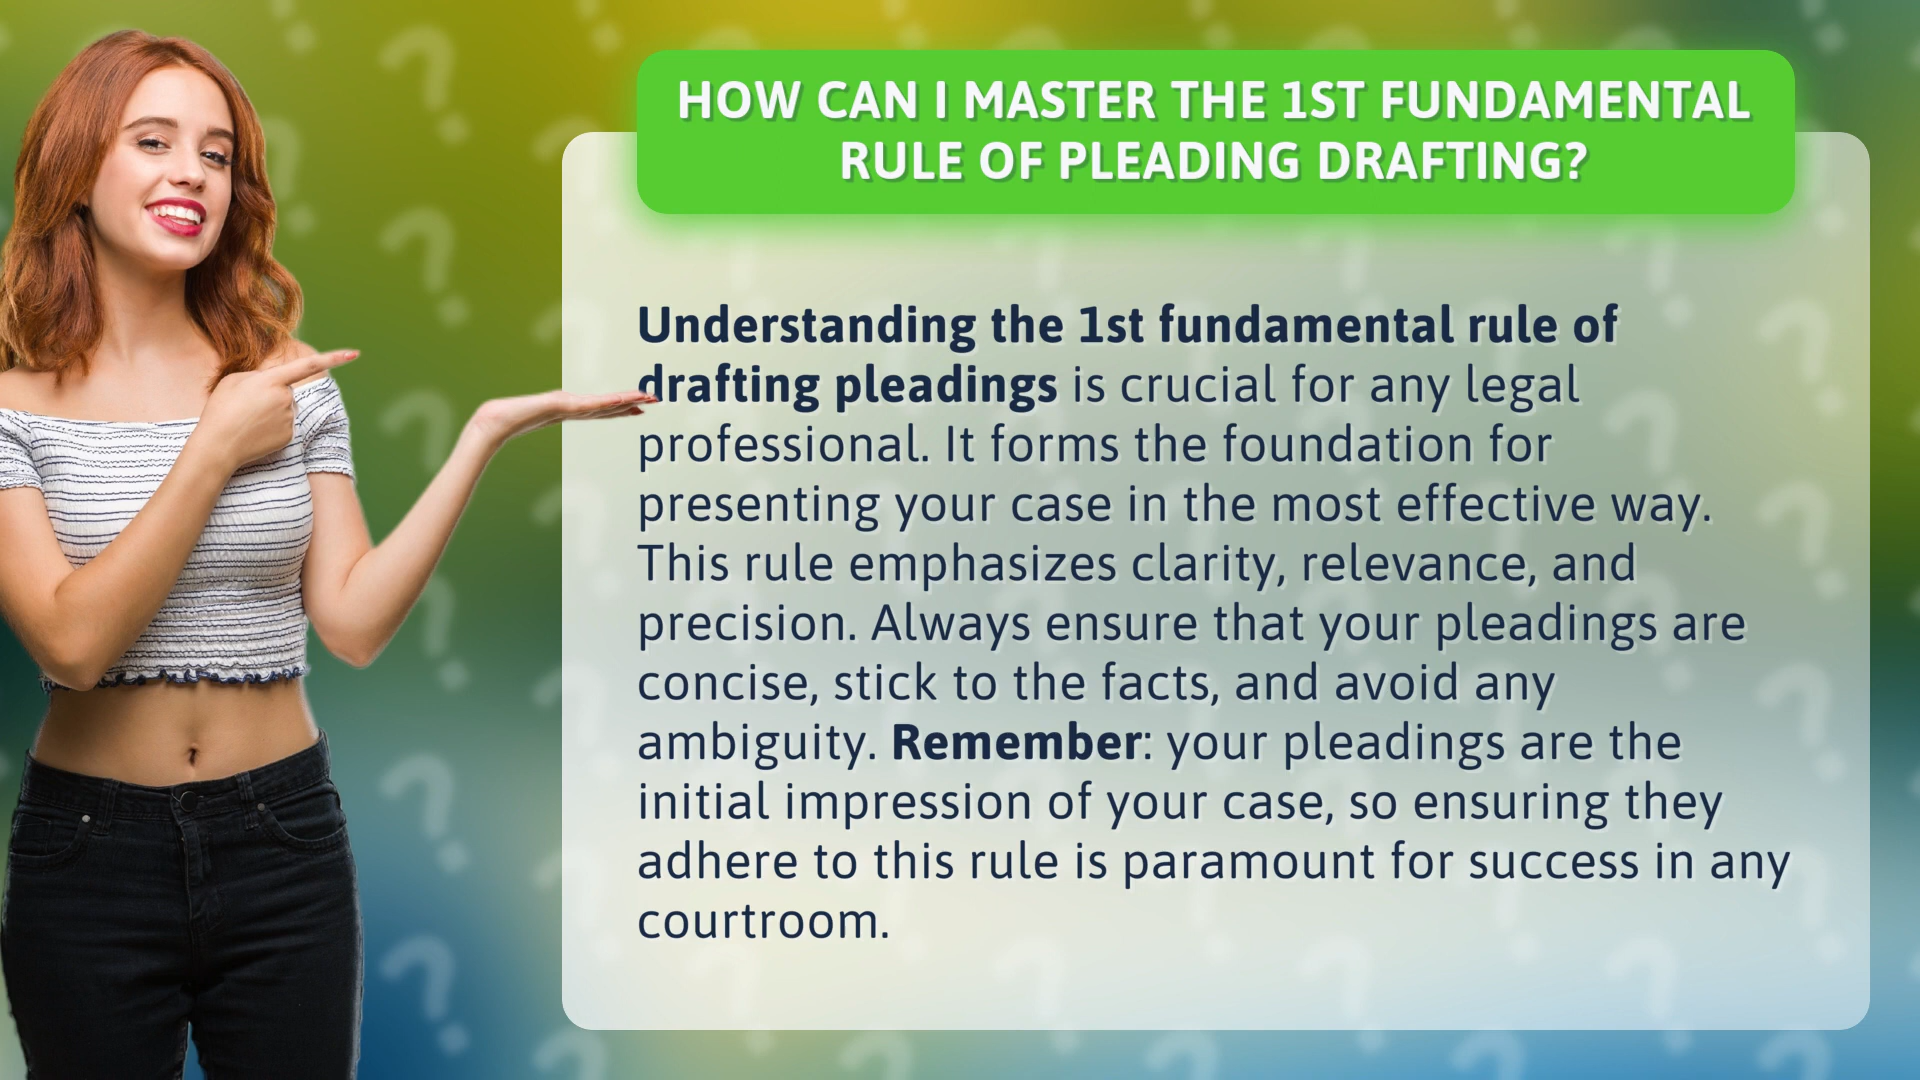 HOW CAN I MASTER THE 1ST FUNDAMENTAL
RULE OF PLEADING DRAFTING?
Understanding the 1st fundamental rule of
drafting pleadings is crucial for any legal
professional. It forms the foundation for
presenting your case in the most effective way.
This rule emphasizes clarity, relevance, and
precision. Always ensure that your pleadings are
concise, stick to the facts, and avoid any
ambiguity. Remember: your pleadings are the
initial impression of your case, so ensuring they
adhere to this rule is paramount for success in any
courtroom.